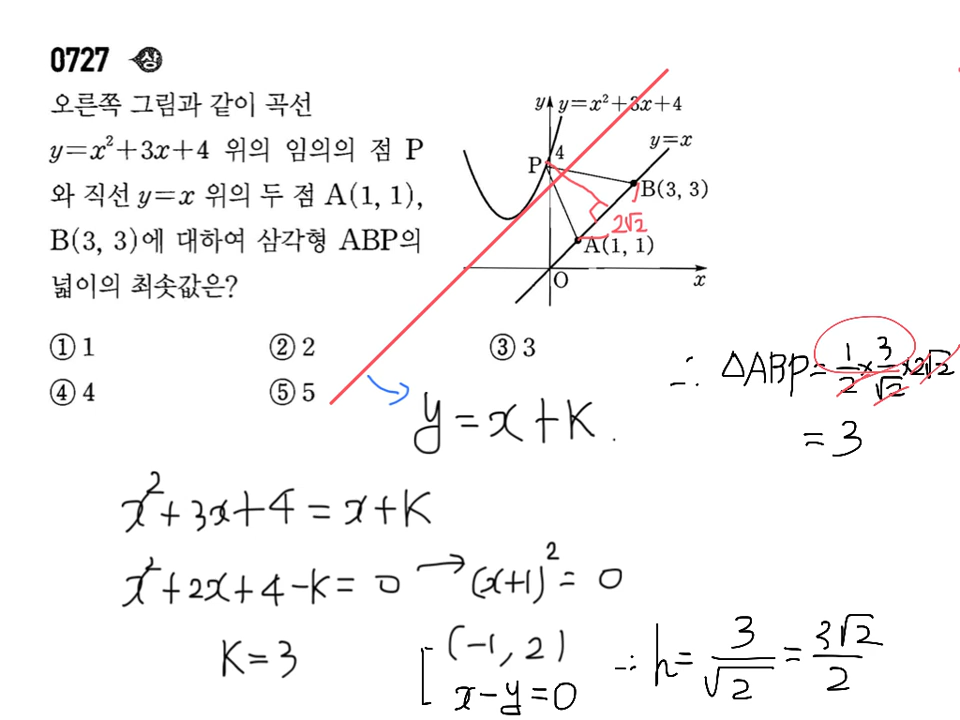 0727 상
오른쪽 그림과 같이 곡선
y=x²+3x+4 위의 임의의 점 P
와 직선 y=x 위의 두 점 A(1, 1),
B(3, 3)에 대하여 삼각형 ABP의
넓이의 최솟값은?
① 1 ② 2 ③ 3
④ 4 ⑤ 5
y y=x²+3x+4
y=x
P 4
B(3, 3)
2√2
A(1, 1)
O x
∴ △ABP=1/2×3/√2×2√2
=3
y=x+K.
x²+3x+4=x+K
x²+2x+4-K=0 → (x+1)²=0
K=3
(-1, 2)
x-y=0
∴ h=3/√2=3√2/2